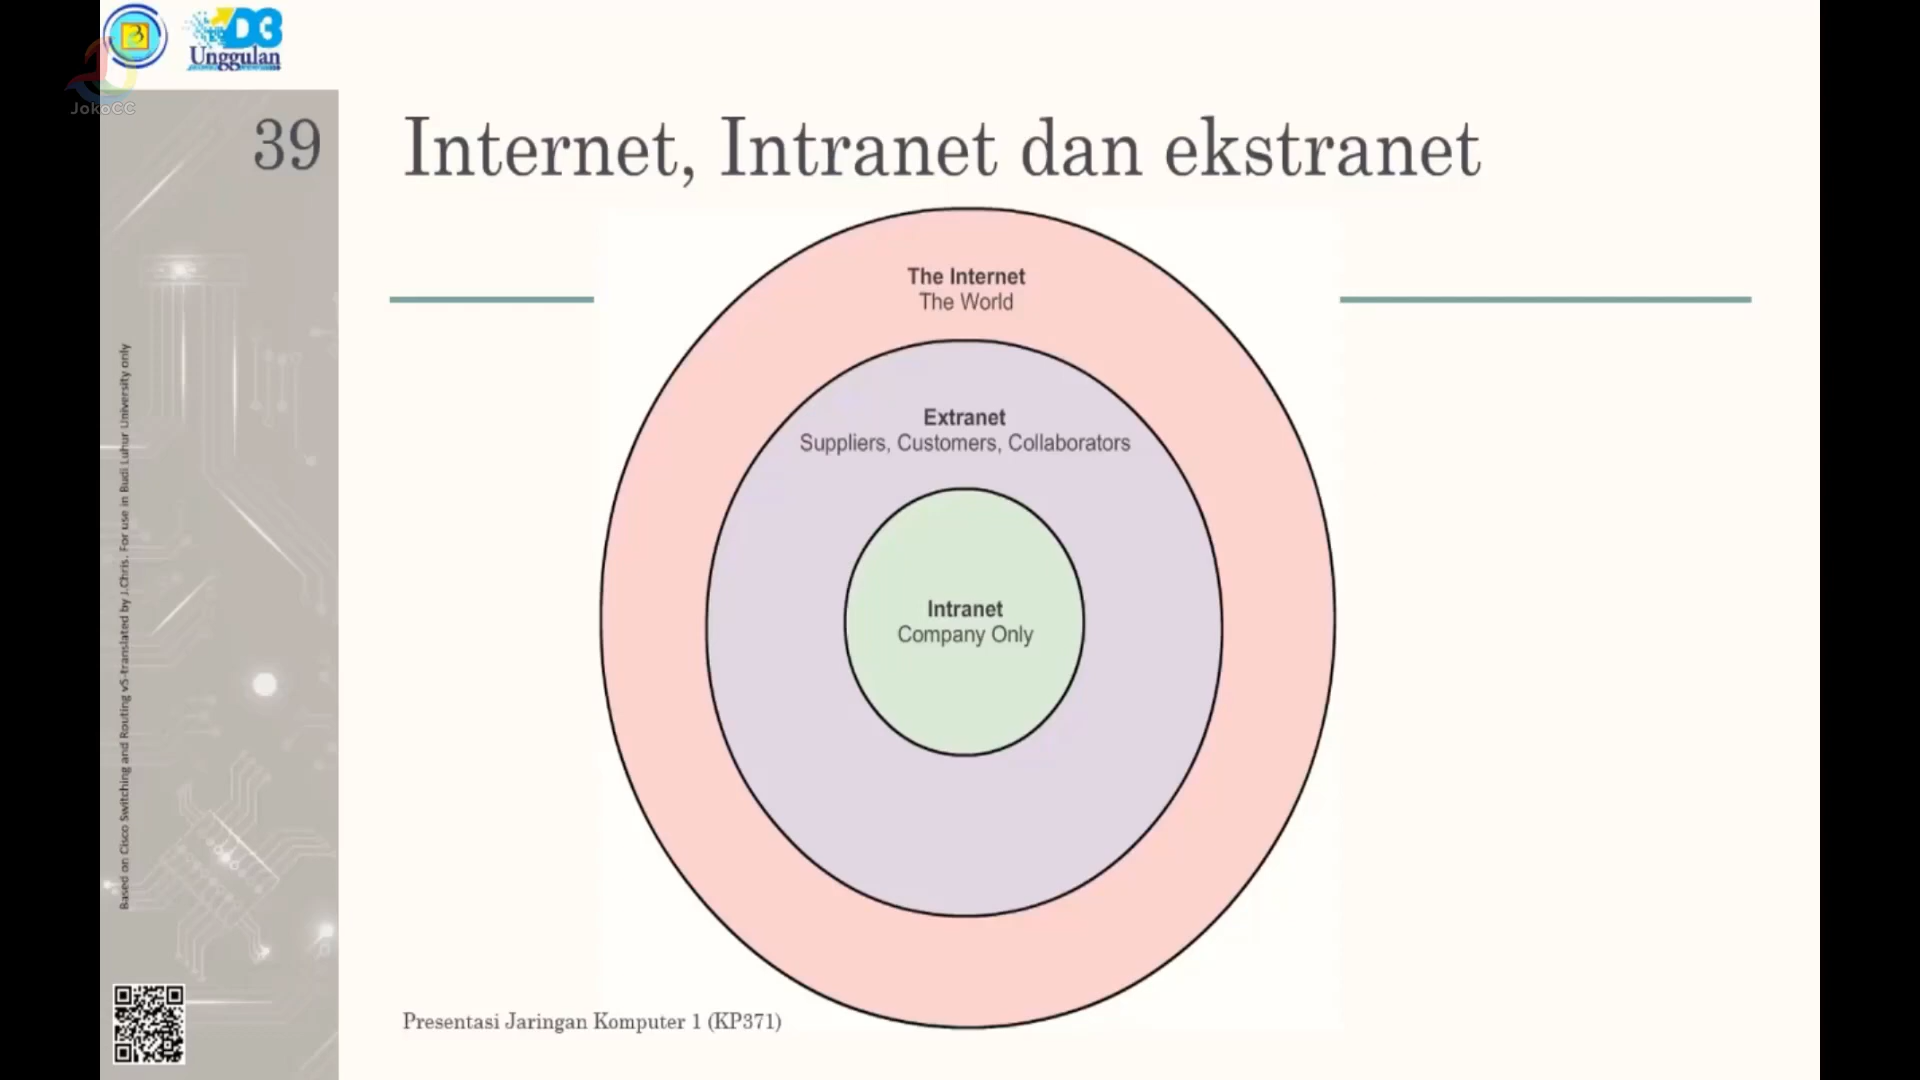 3
D3
Unggulan
JokoCC
39
Internet, Intranet dan ekstranet
The Internet
The World
Extranet
Suppliers, Customers, Collaborators
Intranet
Company Only
Based on Cisco Switching and Routing v5-translated by J.Chris. For use in Budi Luhur University only
Presentasi Jaringan Komputer 1 (KP371)